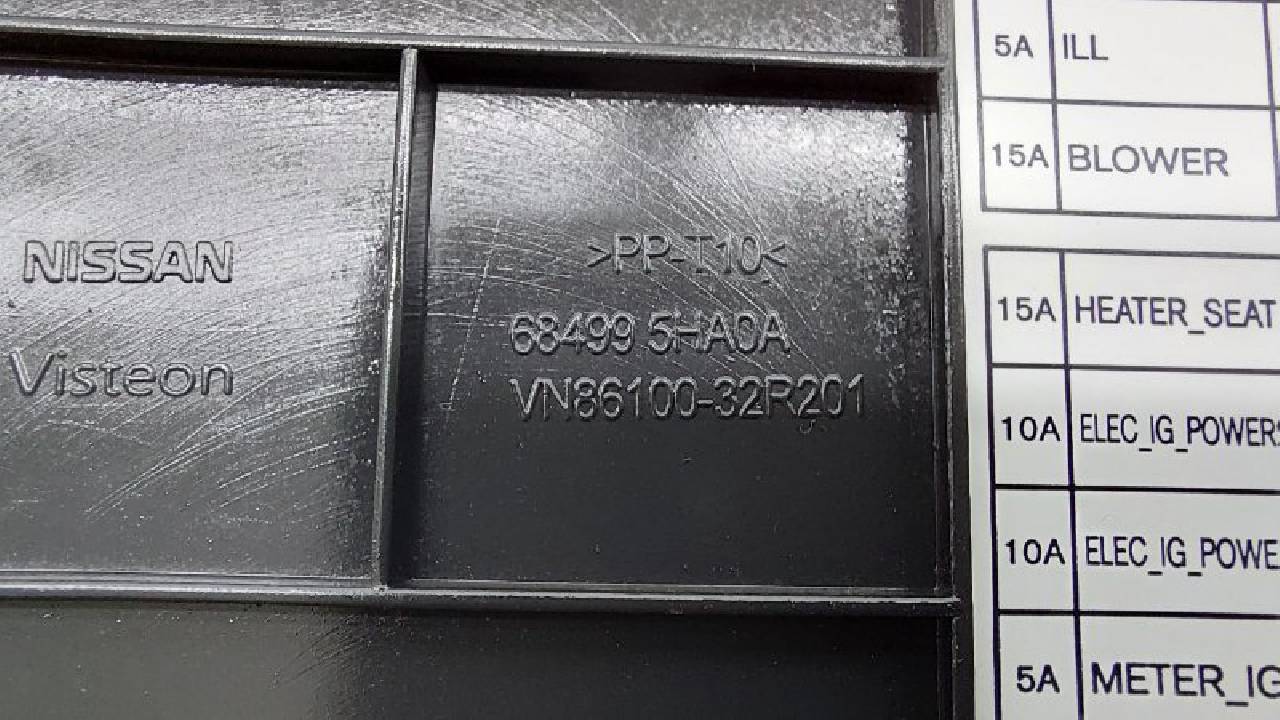 NISSAN
Visteon
>PP-T10<
68499 5HA0A
VN86100-32R201
5A ILL
15A BLOWER
15A HEATER_SEAT
10A ELEC_IG_POWER
10A ELEC_IG_POWE
5A METER_IG